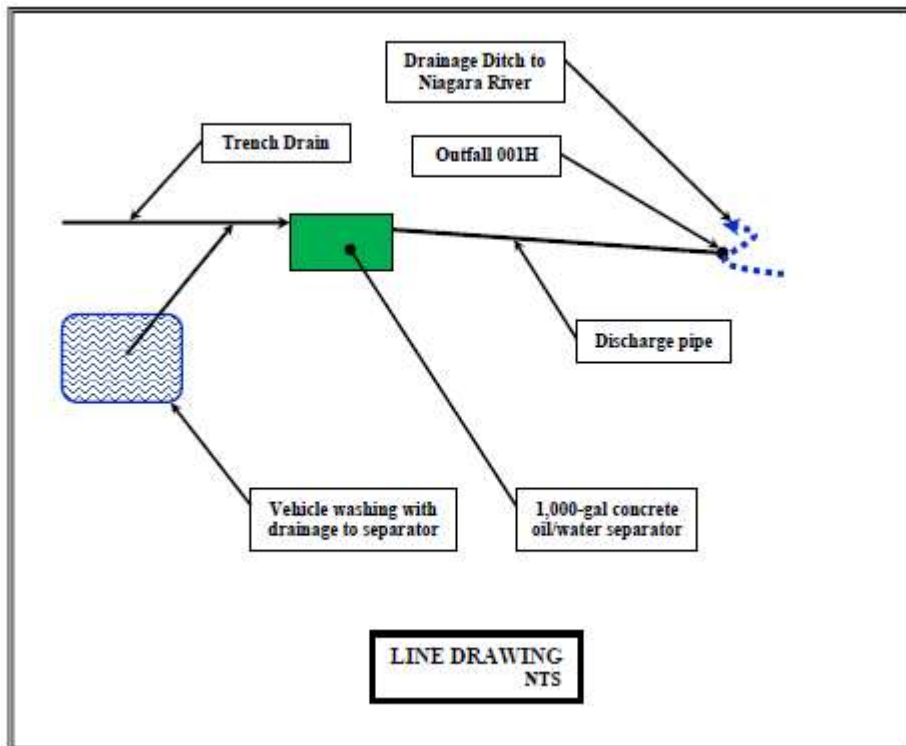 Drainage Ditch to
Niagara River
Trench Drain
Outfall 001H
Discharge pipe
Vehicle washing with
drainage to separator
1,000-gal concrete
oil/water separator
LINE DRAWING
NTS